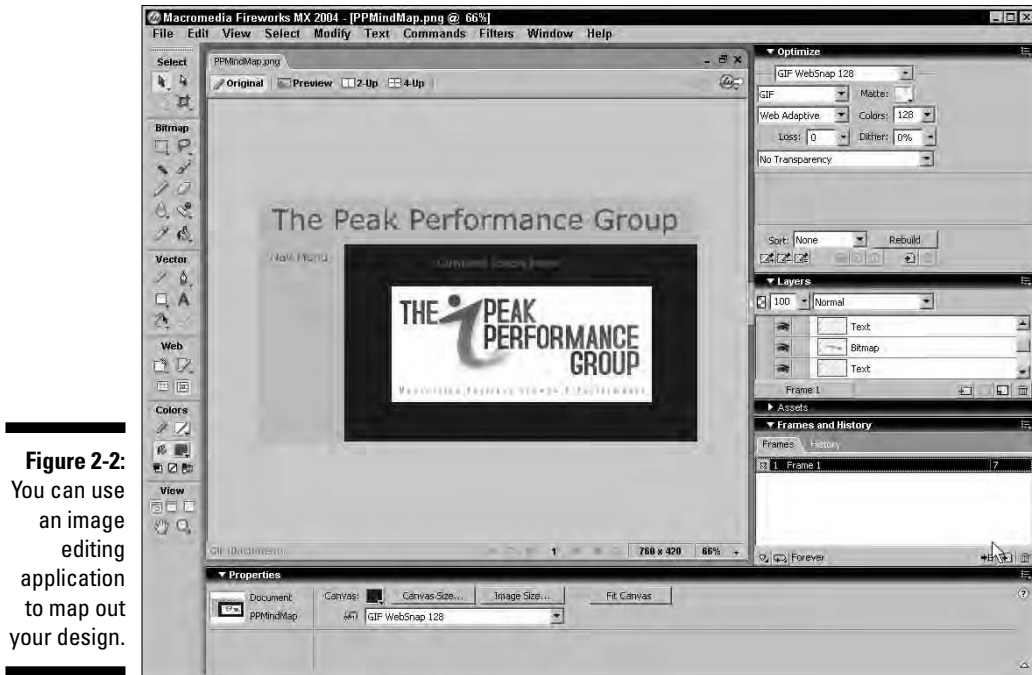 Macromedia Fireworks MX 2004 - [PPMindMap.png @ 66%]
File Edit View Select Modify Text Commands Filters Window Help
Select
Bitmap
Vector
Web
Colors
View
PPMindMap.png
Original Preview 2-Up 4-Up
The Peak Performance Group
Nav Menu
THE PEAK
PERFORMANCE
GROUP
1 760 x 420 66%
Optimize
GIF WebSnap 128
GIF Matte:
Web Adaptive Colors: 128
Loss: 0 Dither: 0%
No Transparency
Sort: None Rebuild
Layers
100 Normal
Text
Bitmap
Text
Frame 1
Assets
Frames and History
Frames History
1 Frame 1 7
Forever
Properties
Document Canvas: Canvas Size... Image Size... Fit Canvas
PPMindMap GIF WebSnap 128
Figure 2-2:
You can use
an image
editing
application
to map out
your design.